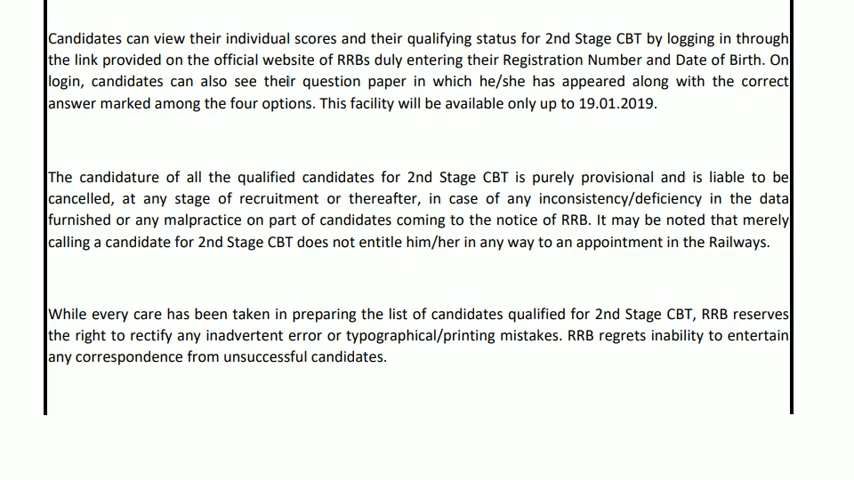 Candidates can view their individual scores and their qualifying status for 2nd Stage CBT by logging in through
the link provided on the official website of RRBs duly entering their Registration Number and Date of Birth. On
login, candidates can also see their question paper in which he/she has appeared along with the correct
answer marked among the four options. This facility will be available only up to 19.01.2019.
The candidature of all the qualified candidates for 2nd Stage CBT is purely provisional and is liable to be
cancelled, at any stage of recruitment or thereafter, in case of any inconsistency/deficiency in the data
furnished or any malpractice on part of candidates coming to the notice of RRB. It may be noted that merely
calling a candidate for 2nd Stage CBT does not entitle him/her in any way to an appointment in the Railways.
While every care has been taken in preparing the list of candidates qualified for 2nd Stage CBT, RRB reserves
the right to rectify any inadvertent error or typographical/printing mistakes. RRB regrets inability to entertain
any correspondence from unsuccessful candidates.